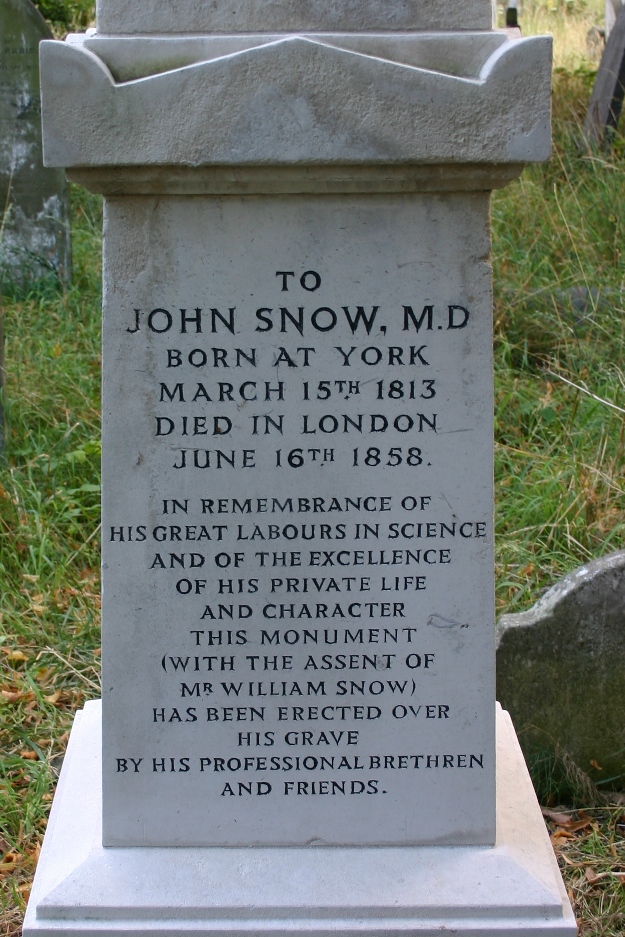 TO
JOHN SNOW, M.D
BORN AT YORK
MARCH 15TH 1813
DIED IN LONDON
JUNE 16TH 1858.
IN REMEMBRANCE OF
HIS GREAT LABOURS IN SCIENCE
AND OF THE EXCELLENCE
OF HIS PRIVATE LIFE
AND CHARACTER
THIS MONUMENT
(WITH THE ASSENT OF
MR WILLIAM SNOW)
HAS BEEN ERECTED OVER
HIS GRAVE
BY HIS PROFESSIONAL BRETHREN
AND FRIENDS.